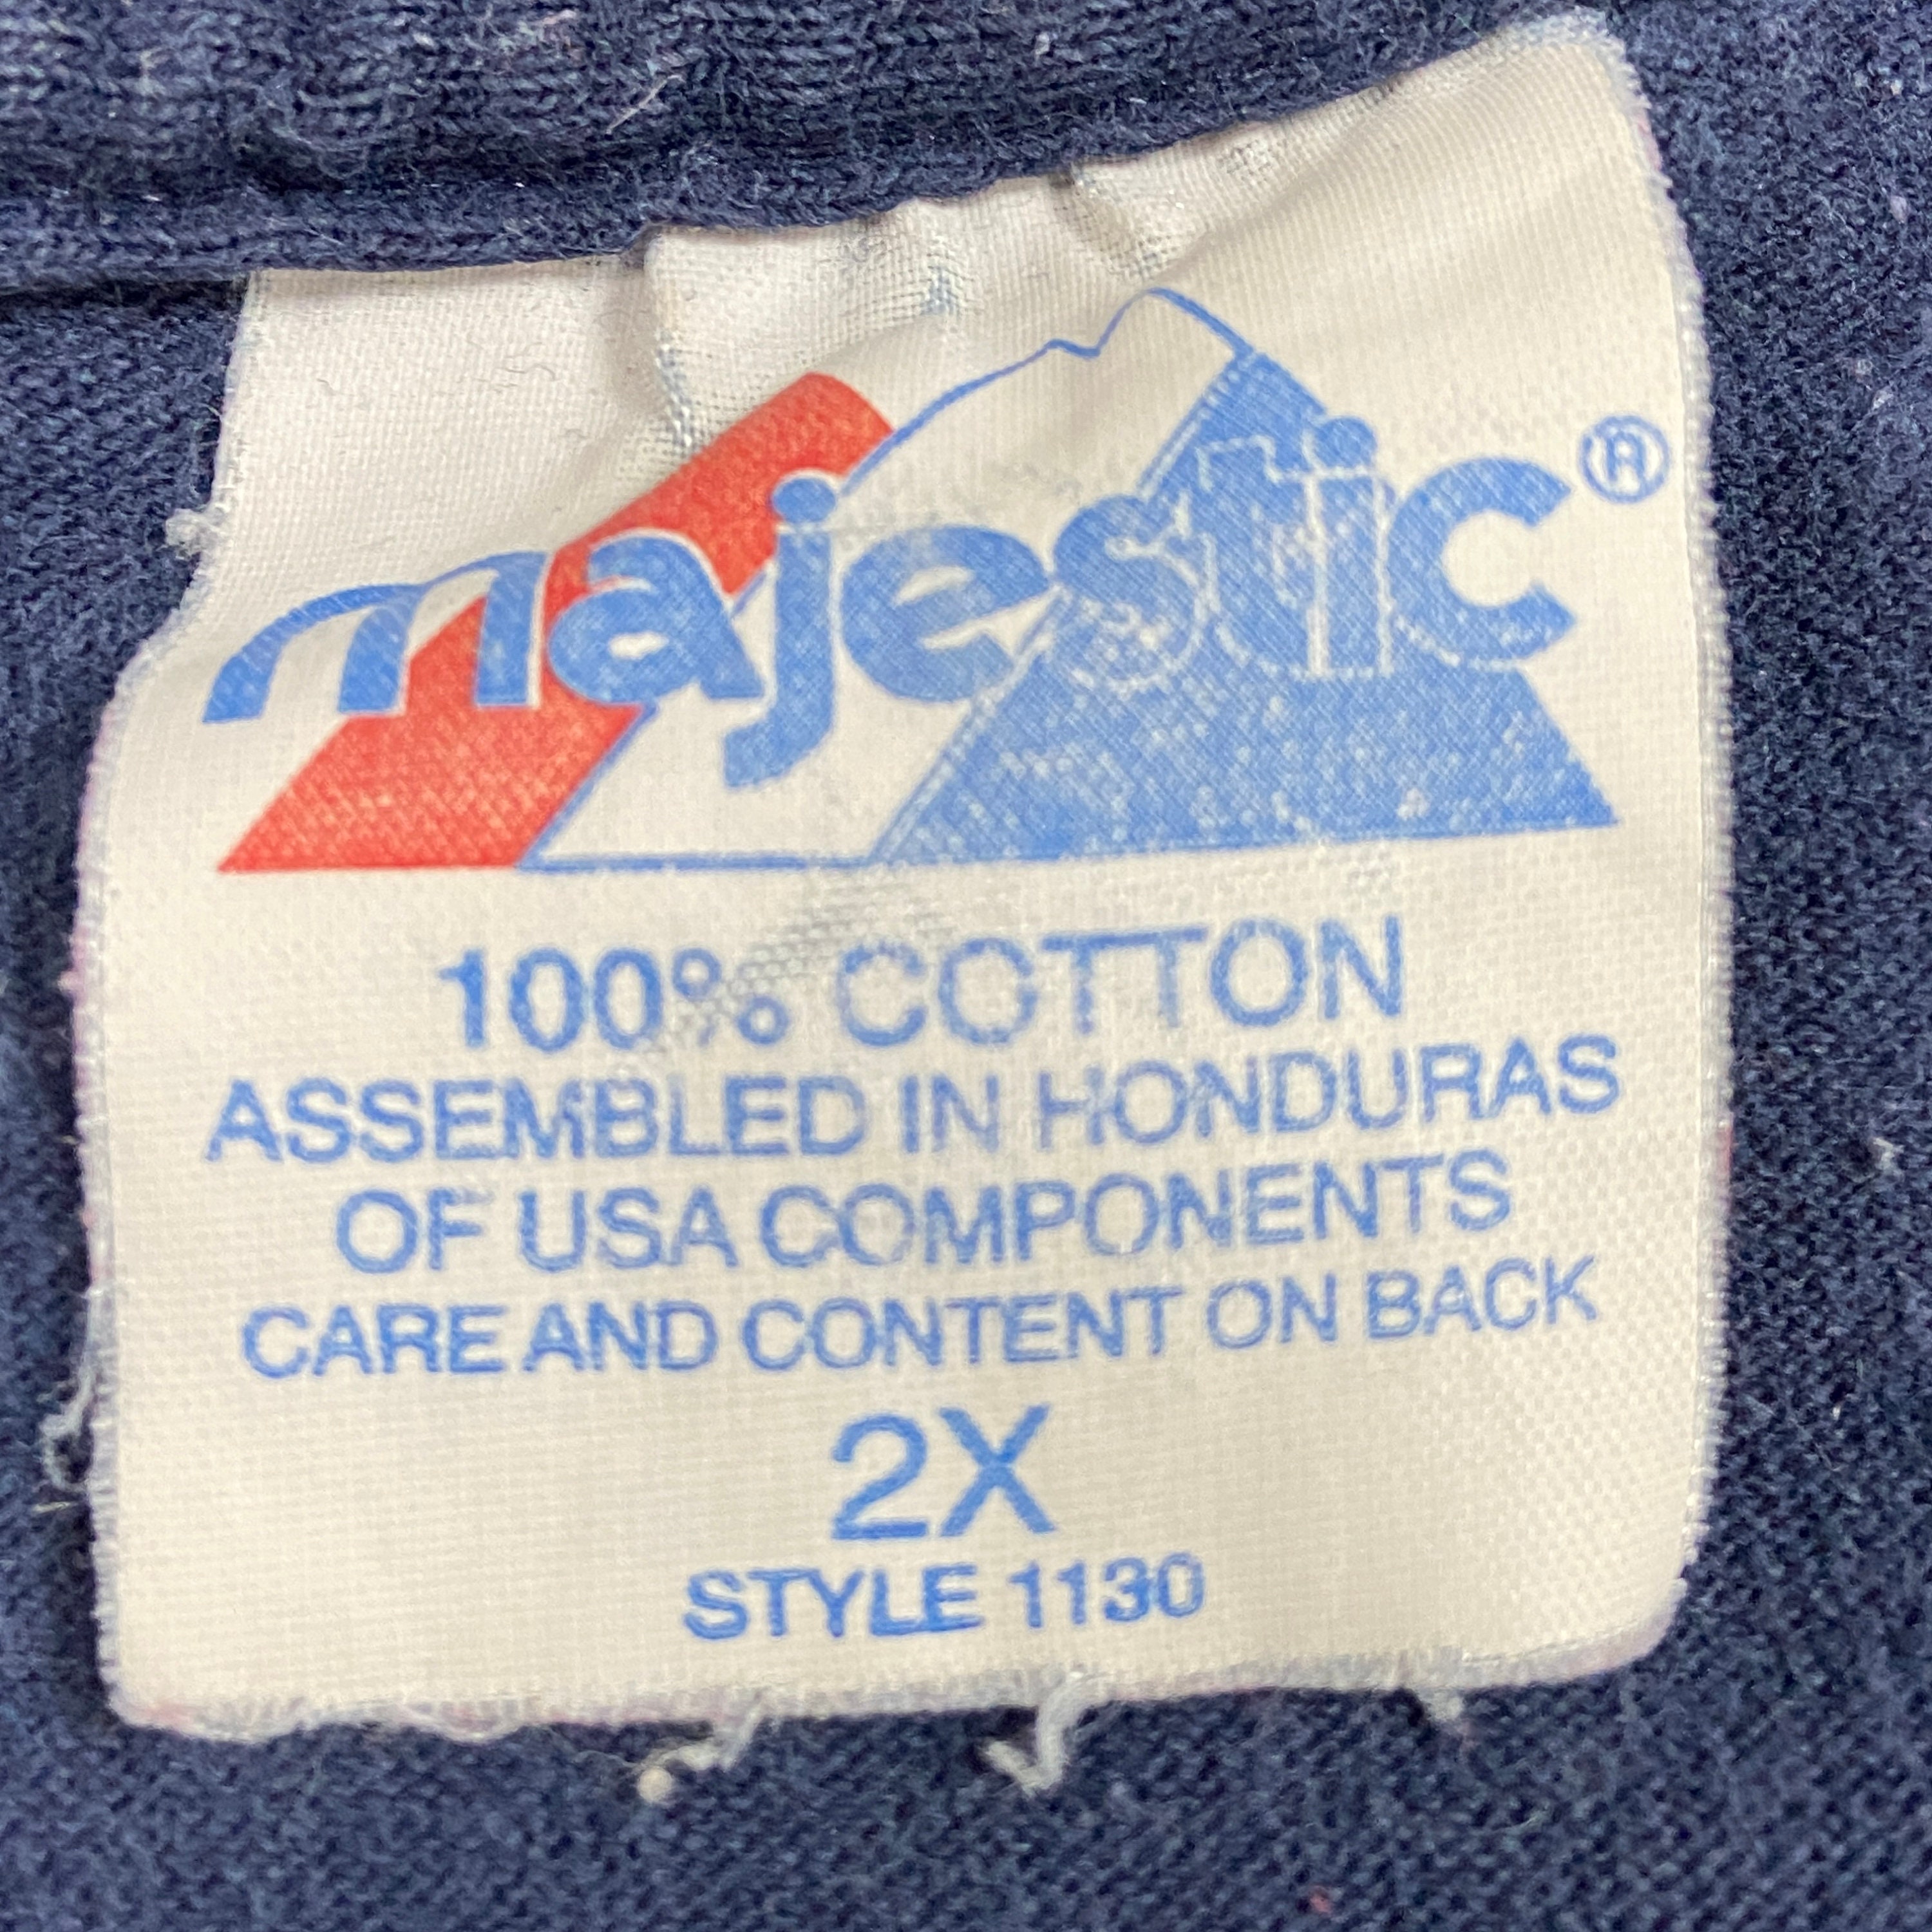 majestic®
100% COTTON
ASSEMBLED IN HONDURAS
OF USA COMPONENTS
CARE AND CONTENT ON BACK
2X
STYLE 1130